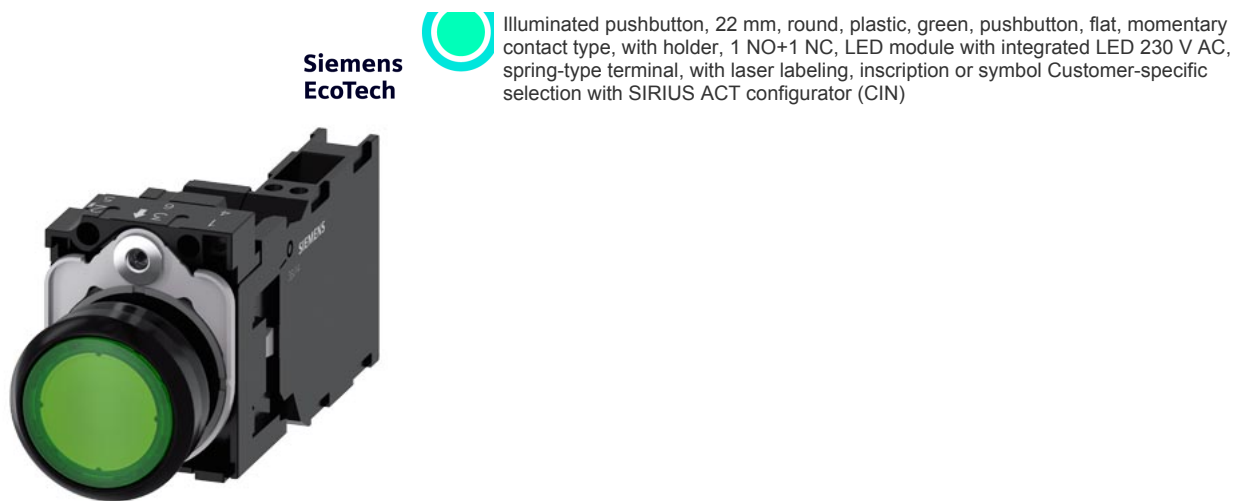 Siemens
EcoTech
Illuminated pushbutton, 22 mm, round, plastic, green, pushbutton, flat, momentary
contact type, with holder, 1 NO+1 NC, LED module with integrated LED 230 V AC,
spring-type terminal, with laser labeling, inscription or symbol Customer-specific
selection with SIRIUS ACT configurator (CIN)
SIEMENS